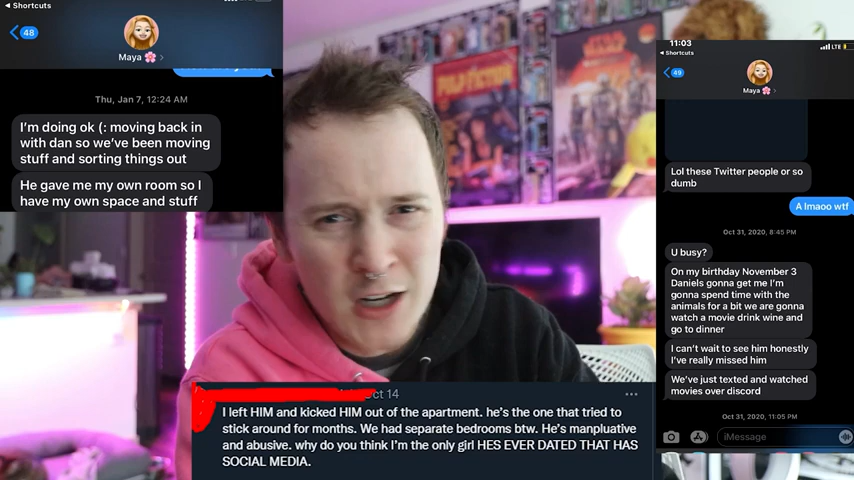 Shortcuts
48
Maya 🌸
Thu, Jan 7, 12:24 AM
I'm doing ok (: moving back in
with dan so we've been moving
stuff and sorting things out
He gave me my own room so I
have my own space and stuff
PULP FICTION
STAR WARS
11:03
LTE
Shortcuts
49
Maya 🌸
Lol these Twitter people or so
dumb
A lmaoo wtf
Oct 31, 2020, 8:45 PM
U busy?
On my birthday November 3
Daniels gonna get me I'm
gonna spend time with the
animals for a bit we are gonna
watch a movie drink wine and
go to dinner
I can't wait to see him honestly
I've really missed him
We've just texted and watched
movies over discord
Oct 31, 2020, 11:05 PM
iMessage
Oct 14
I left HIM and kicked HIM out of the apartment. he's the one that tried to
stick around for months. We had separate bedrooms btw. He's manpluative
and abusive. why do you think I'm the only girl HES EVER DATED THAT HAS
SOCIAL MEDIA.